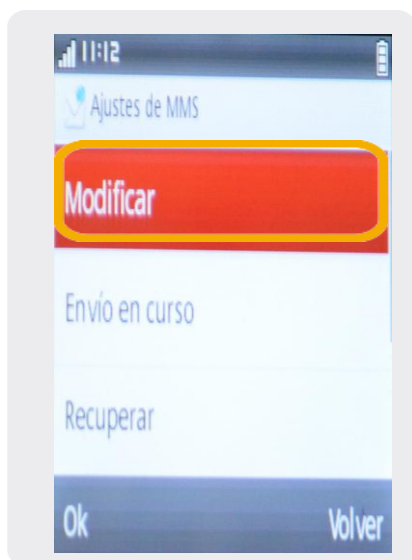 11:12
Ajustes de MMS
Modificar
Envío en curso
Recuperar
Ok Volver